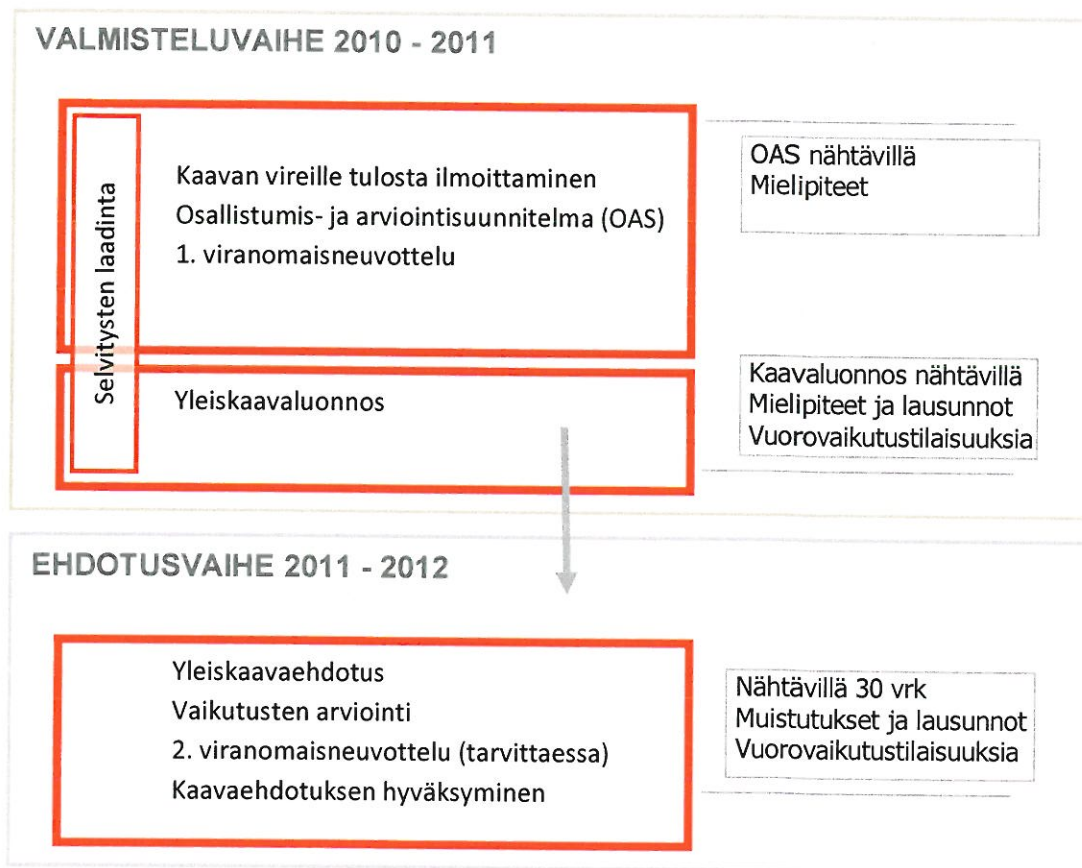 VALMISTELUVAIHE 2010 - 2011
Selvitysten laadinta
Kaavan vireille tulosta ilmoittaminen
Osallistumis- ja arviointisuunnitelma (OAS)
1. viranomaisneuvottelu
OAS nähtävillä
Mielipiteet
Yleiskaavaluonnos
Kaavaluonnos nähtävillä
Mielipiteet ja lausunnot
Vuorovaikutustilaisuuksia
EHDOTUSVAIHE 2011 - 2012
Yleiskaavaehdotus
Vaikutusten arviointi
2. viranomaisneuvottelu (tarvittaessa)
Kaavaehdotuksen hyväksyminen
Nähtävillä 30 vrk
Muistutukset ja lausunnot
Vuorovaikutustilaisuuksia